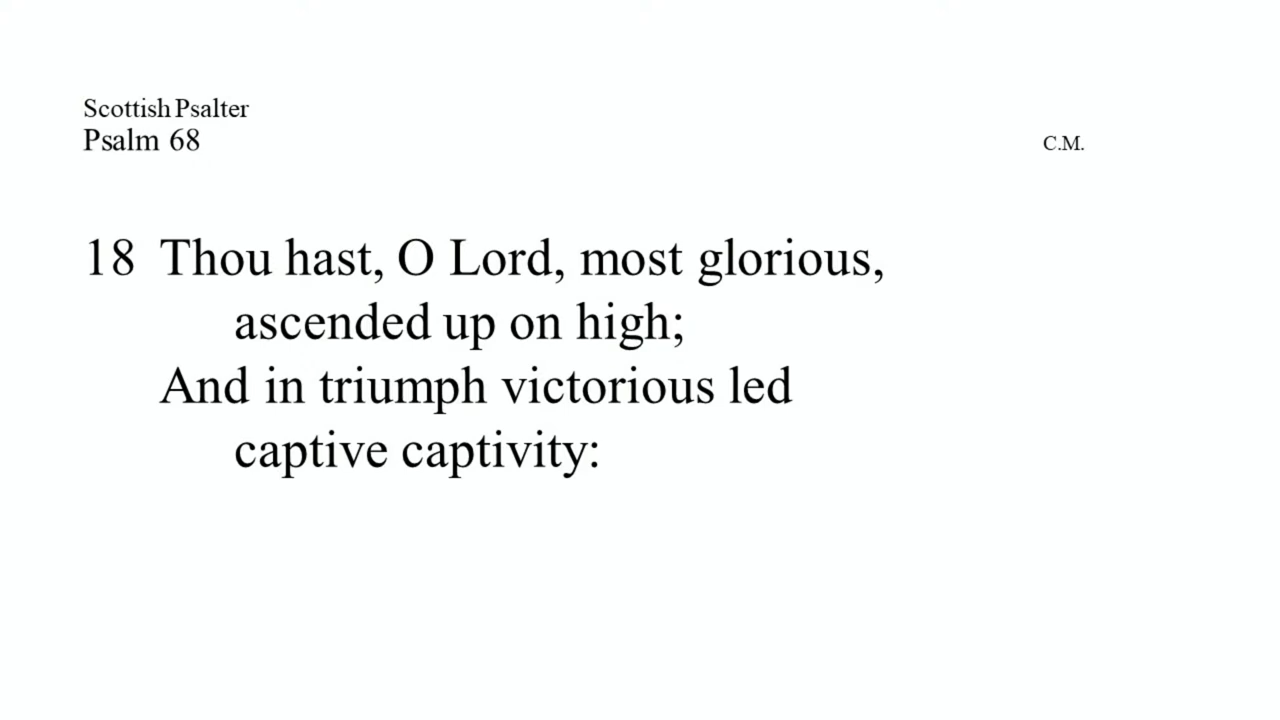 Scottish Psalter
Psalm 68
C.M.
18 Thou hast, O Lord, most glorious,
ascended up on high;
And in triumph victorious led
captive captivity: